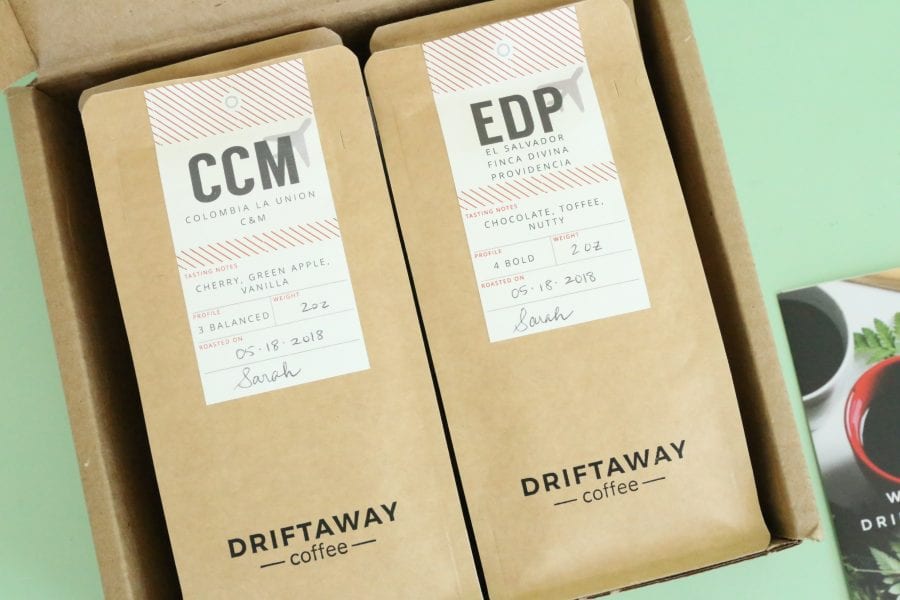 CCM
COLOMBIA LA UNION
C&M
TASTING NOTES
CHERRY, GREEN APPLE,
VANILLA
PROFILE
3 BALANCED
WEIGHT
2oz
ROASTED ON
05-18-2018
Sarah
DRIFTAWAY
coffee
EDP
EL SALVADOR
FINCA DIVINA
PROVIDENCIA
TASTING NOTES
CHOCOLATE, TOFFEE,
NUTTY
PROFILE
4 BOLD
WEIGHT
2 oz
ROASTED ON
05-18-2018
Sarah
DRIFTAWAY
coffee